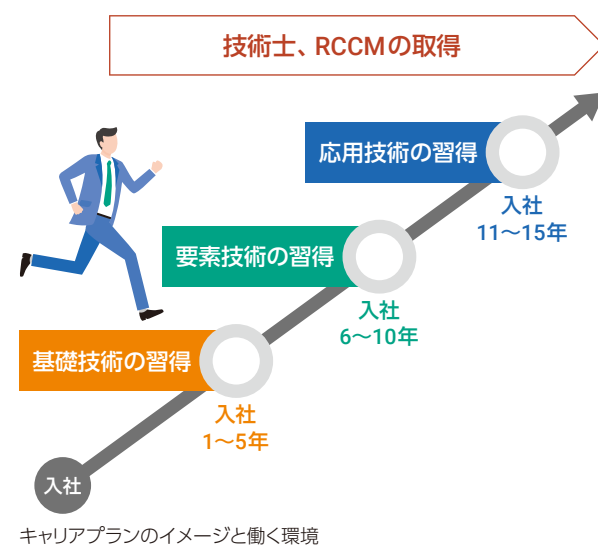 技術士、RCCMの取得
応用技術の習得
入社
11～15年
要素技術の習得
入社
6～10年
基礎技術の習得
入社
1～5年
入社
キャリアプランのイメージと働く環境